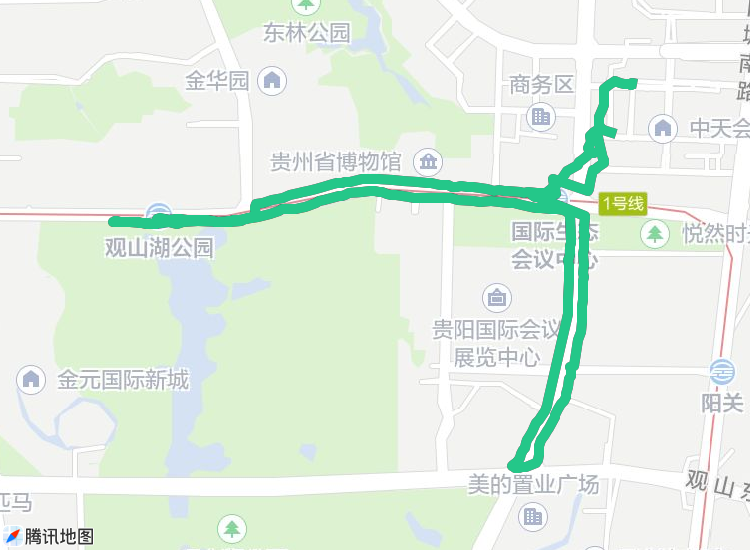 东林公园
金华园
商务区
中天会
贵州省博物馆
1号线
观山湖公园
国际生态
会议中心
悦然时
贵阳国际会议
展览中心
金元国际新城
阳关
美的置业广场
观山东
匹马
腾讯地图